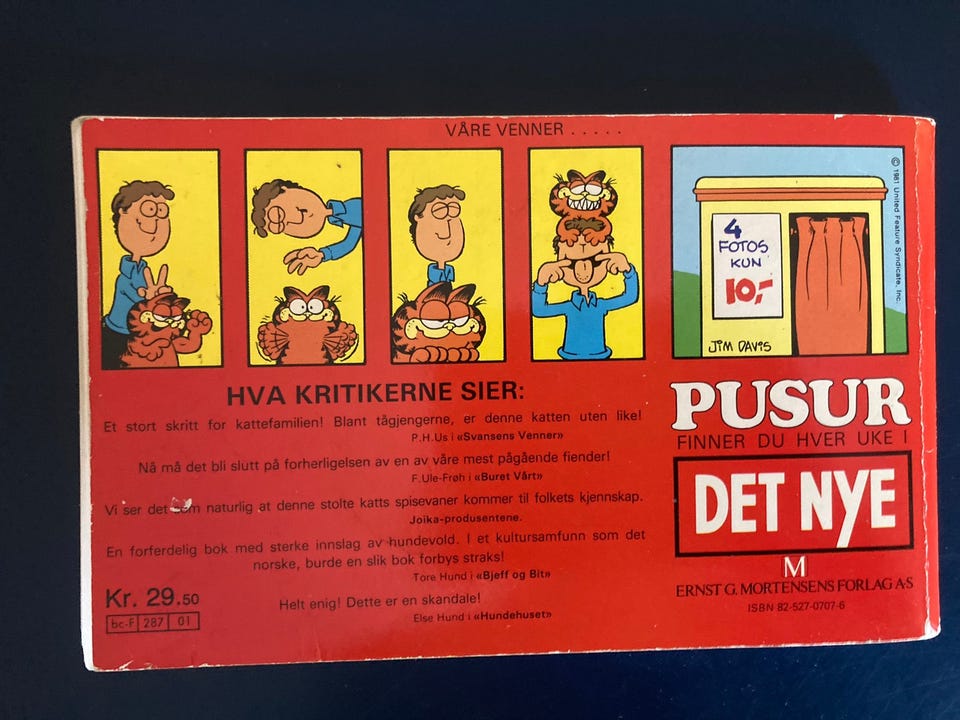 VÅRE VENNER . . . . .
© 1981 United Feature Syndicate, Inc.
4
FOTOS
KUN
10,-
JIM DAVIS
HVA KRITIKERNE SIER:
Et stort skritt for kattefamilien! Blant tågjengerne, er denne katten uten like!
P.H.Us i «Svansens Venner»
Nå må det bli slutt på forherligelsen av en av våre mest pågående fiender!
F.Ule-Frøh i «Buret Vårt»
Vi ser det som naturlig at denne stolte katts spisevaner kommer til folkets kjennskap.
Joika-produsentene.
En forferdelig bok med sterke innslag av hundevold. I et kultursamfunn som det
norske, burde en slik bok forbys straks!
Tore Hund i «Bjeff og Bit»
Helt enig! Dette er en skandale!
Else Hund i «Hundehuset»
Kr. 29.50
bc-F 287 01
PUSUR
FINNER DU HVER UKE I
DET NYE
M
ERNST G. MORTENSENS FORLAG A·S
ISBN 82-527-0707-6